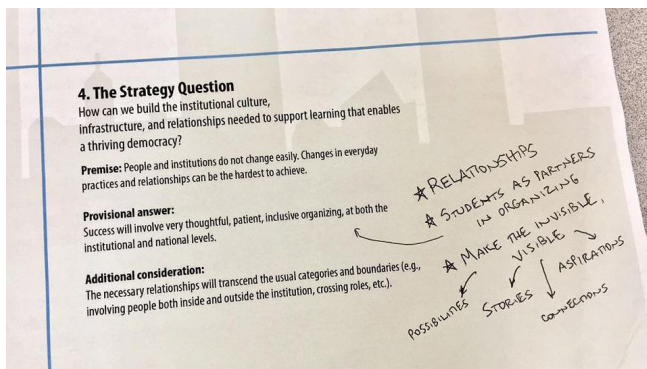 4. The Strategy Question
How can we build the institutional culture,
infrastructure, and relationships needed to support learning that enables
a thriving democracy?
Premise: People and institutions do not change easily. Changes in everyday
practices and relationships can be the hardest to achieve.
Provisional answer:
Success will involve very thoughtful, patient, inclusive organizing, at both the
institutional and national levels.
Additional consideration:
The necessary relationships will transcend the usual categories and boundaries (e.g.,
involving people both inside and outside the institution, crossing roles, etc.).
RELATIONSHIPS
STUDENTS AS PARTNERS
IN ORGANIZING
MAKE THE INVISIBLE,
VISIBLE
POSSIBILITIES
STORIES
CONNECTIONS
ASPIRATIONS